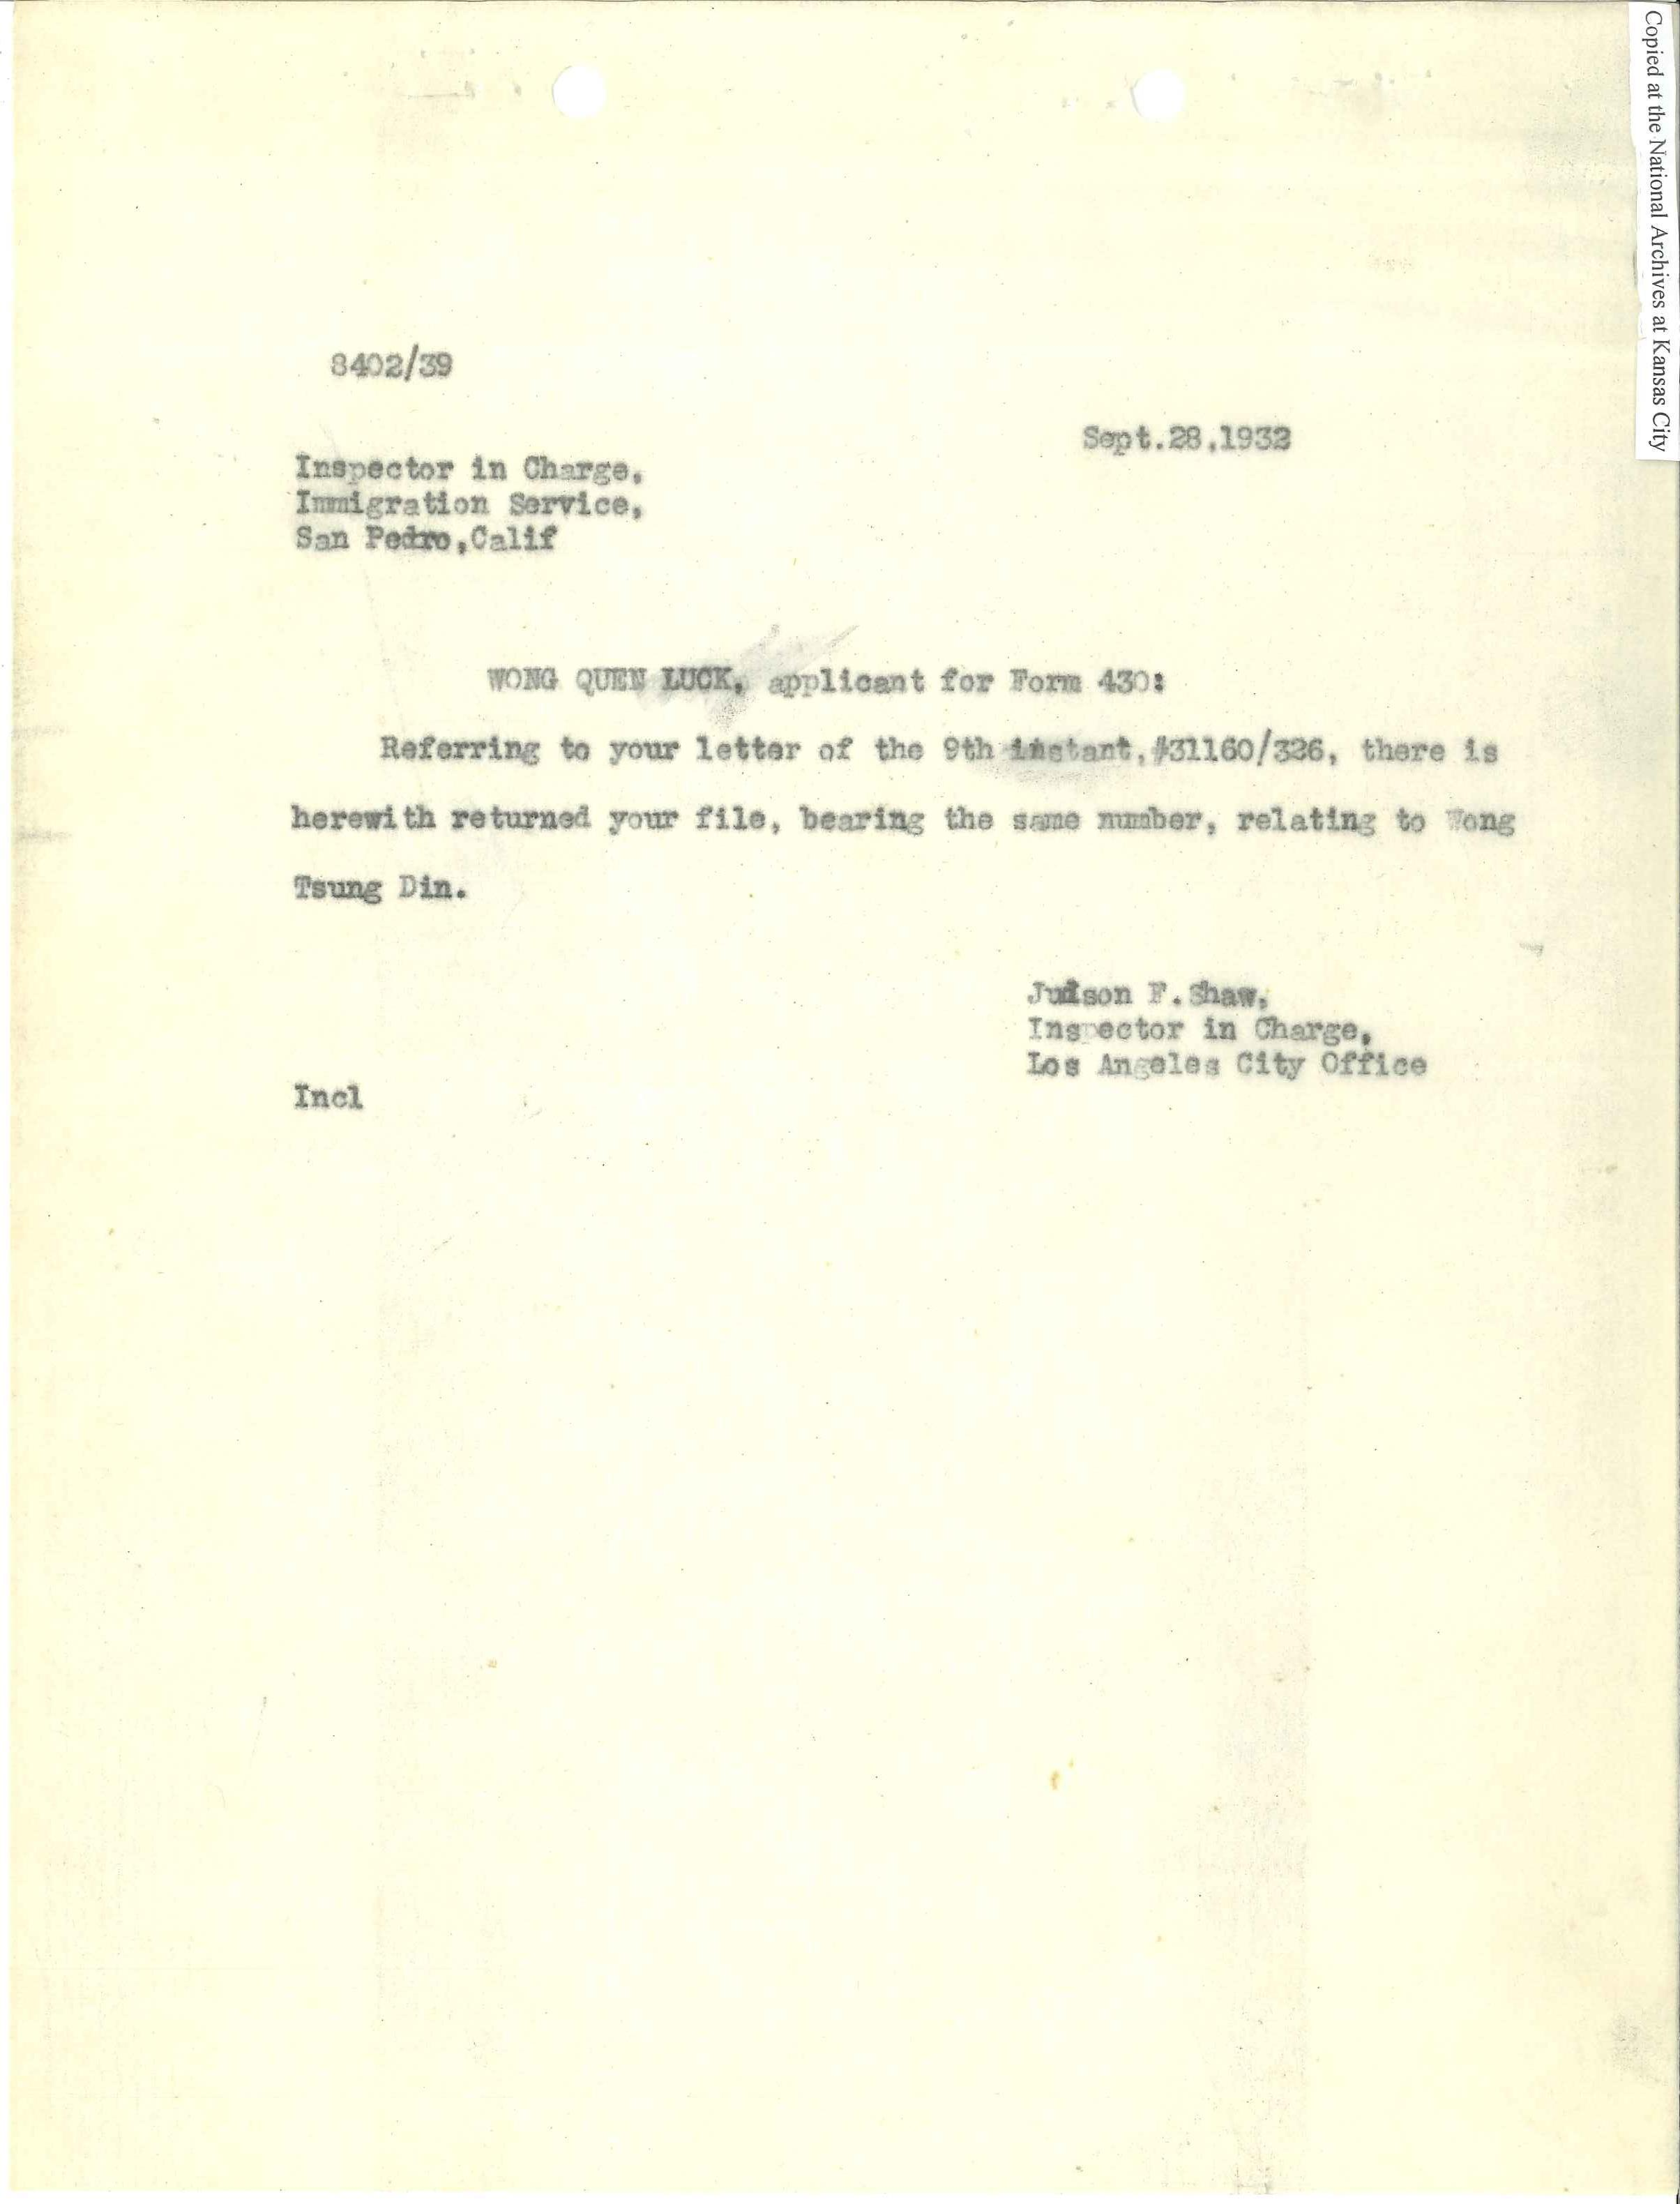 Copied at the National Archives at Kansas City
8402/39
Sept.28,1932
Inspector in Charge,
Immigration Service,
San Pedro,Calif
WONG QUEN LUCK, applicant for Form 430:
Referring to your letter of the 9th instant,#31160/326, there is
herewith returned your file, bearing the same number, relating to Wong
Tsung Din.
Judson F. Shaw,
Inspector in Charge,
Los Angeles City Office
Incl